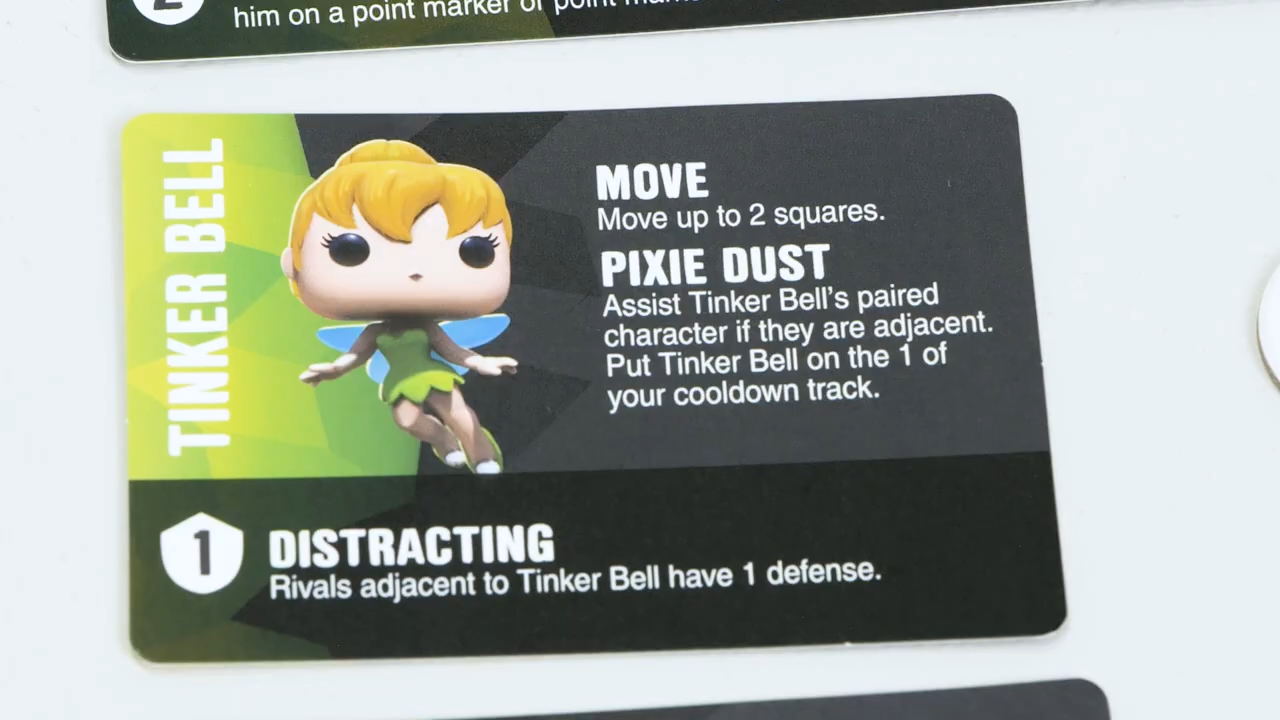 2
him on a point marker or point
TINKER BELL
MOVE
Move up to 2 squares.
PIXIE DUST
Assist Tinker Bell's paired
character if they are adjacent.
Put Tinker Bell on the 1 of
your cooldown track.
1
DISTRACTING
Rivals adjacent to Tinker Bell have 1 defense.